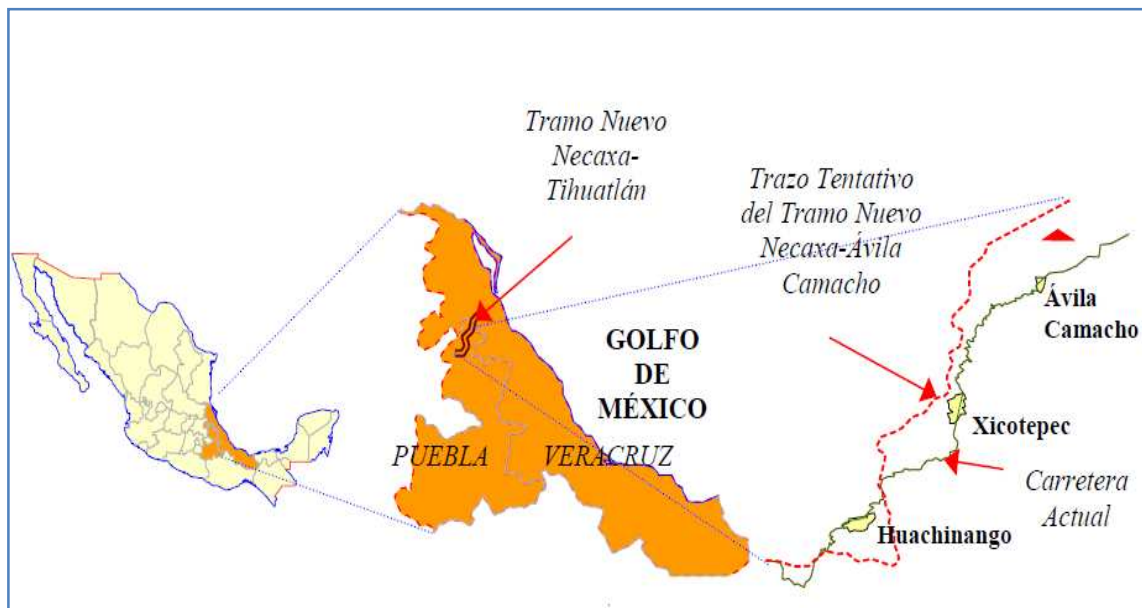 Tramo Nuevo
Necaxa-
Tihuatlán
Trazo Tentativo
del Tramo Nuevo
Necaxa-Ávila
Camacho
GOLFO
DE
MÉXICO
PUEBLA
VERACRUZ
Ávila
Camacho
Xicotepec
Carretera
Actual
Huachinango